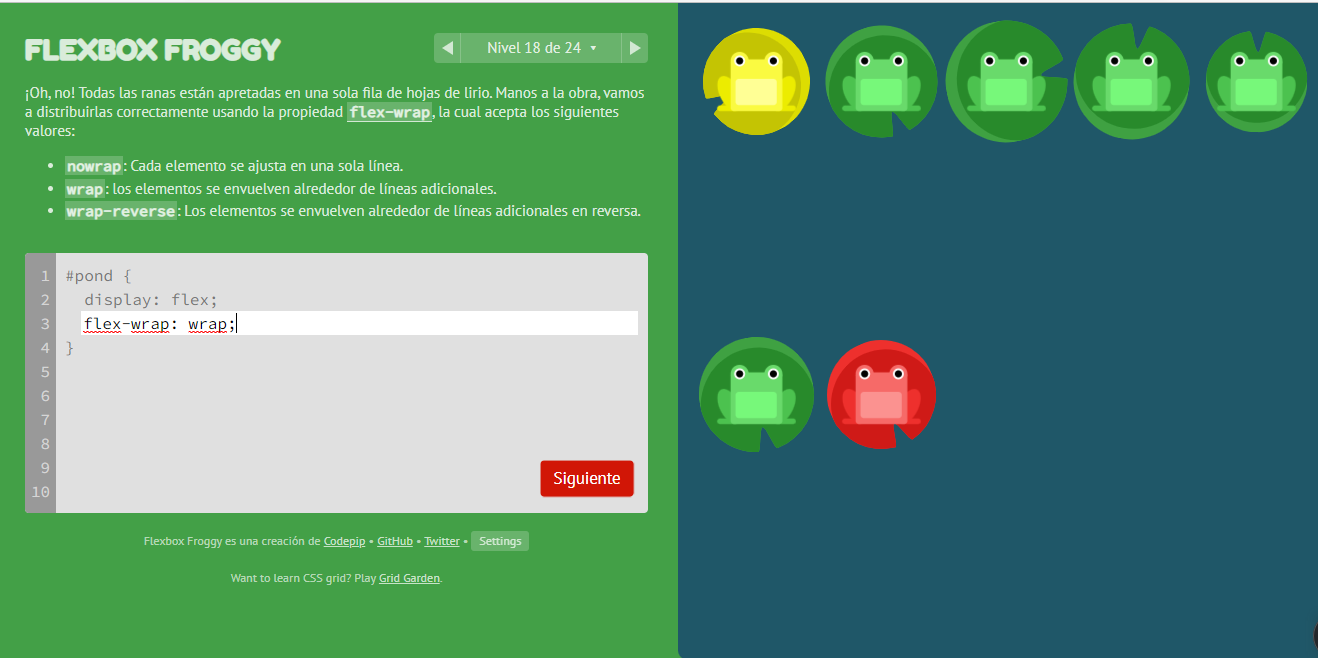 FLEXBOX FROGGY
Nivel 18 de 24
¡Oh, no! Todas las ranas están apretadas en una sola fila de hojas de lirio. Manos a la obra, vamos
a distribuirlas correctamente usando la propiedad flex-wrap, la cual acepta los siguientes
valores:
• nowrap: Cada elemento se ajusta en una sola línea.
• wrap: los elementos se envuelven alrededor de líneas adicionales.
• wrap-reverse: Los elementos se envuelven alrededor de líneas adicionales en reversa.
1 #pond {
2 display: flex;
3 flex-wrap: wrap;
4 }
5
6
7
8
9
10
Siguiente
Flexbox Froggy es una creación de Codepip • GitHub • Twitter • Settings
Want to learn CSS grid? Play Grid Garden.